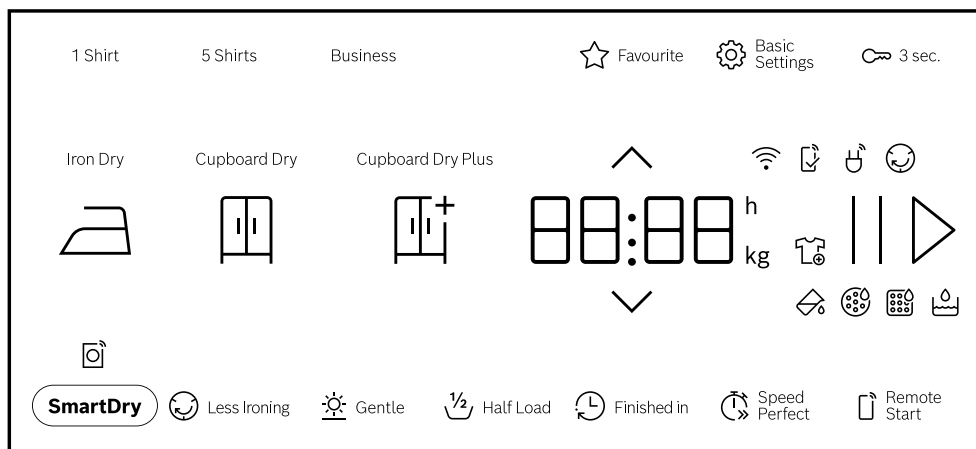 1 Shirt 5 Shirts Business Favourite Basic Settings 3 sec.
Iron Dry Cupboard Dry Cupboard Dry Plus
88:88 h
kg
SmartDry Less Ironing ½ Gentle Half Load Finished in Speed Perfect Remote Start